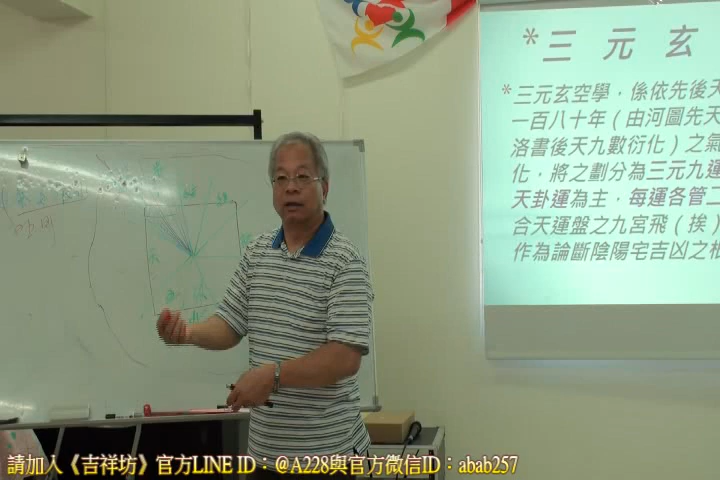 *三 元 玄
*三元玄空學，係依先後天
一百八十年（由河圖先天
洛書後天九數衍化）之氣
化，將之劃分為三元九運
天卦運為主，每運各管二
合天運盤之九宮飛（挨）
作為論斷陰陽宅吉凶之
請加入《吉祥坊》官方LINE ID：@A228與官方微信ID：abab257